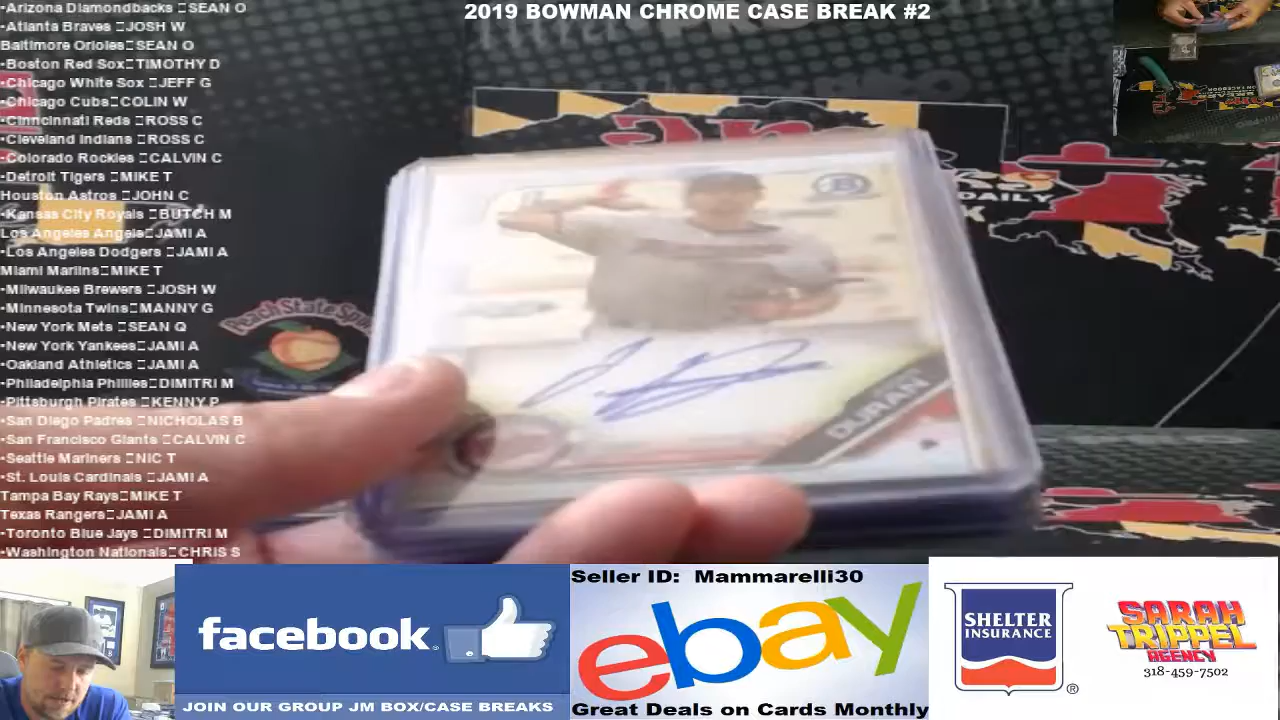 2019 BOWMAN CHROME CASE BREAK #2
•Arizona Diamondbacks □SEAN O
•Atlanta Braves □JOSH W
Baltimore Orioles□SEAN O
•Boston Red Sox□TIMOTHY D
•Chicago White Sox □JEFF G
•Chicago Cubs□COLIN W
•Cinncinnati Reds □ROSS C
•Cleveland Indians □ROSS C
•Colorado Rockies □CALVIN C
•Detroit Tigers □MIKE T
Houston Astros □JOHN C
•Kansas City Royals □BUTCH M
Los Angeles Angels□JAMI A
•Los Angeles Dodgers □JAMI A
Miami Marlins□MIKE T
•Milwaukee Brewers □JOSH W
•Minnesota Twins□MANNY G
•New York Mets □SEAN Q
•New York Yankees□JAMI A
•Oakland Athletics □JAMI A
•Philadelphia Phillies□DIMITRI M
•Pittsburgh Pirates □KENNY P
•San Diego Padres □NICHOLAS B
•San Francisco Giants □CALVIN C
•Seattle Mariners □NIC T
•St. Louis Cardinals □JAMI A
Tampa Bay Rays□MIKE T
Texas Rangers□JAMI A
•Toronto Blue Jays □DIMITRI M
•Washington Nationals□CHRIS S
Peach State
DAILY
B
DURAN
facebook
JOIN OUR GROUP JM BOX/CASE BREAKS
Seller ID: Mammarelli30
ebay
Great Deals on Cards Monthly
SHELTER
INSURANCE
®
SARAH
TRIPPEL
AGENCY
318-459-7502